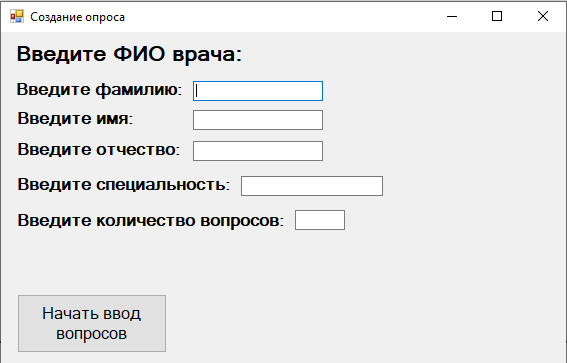 Создание опроса
Введите ФИО врача:
Введите фамилию:
Введите имя:
Введите отчество:
Введите специальность:
Введите количество вопросов:
Начать ввод
вопросов